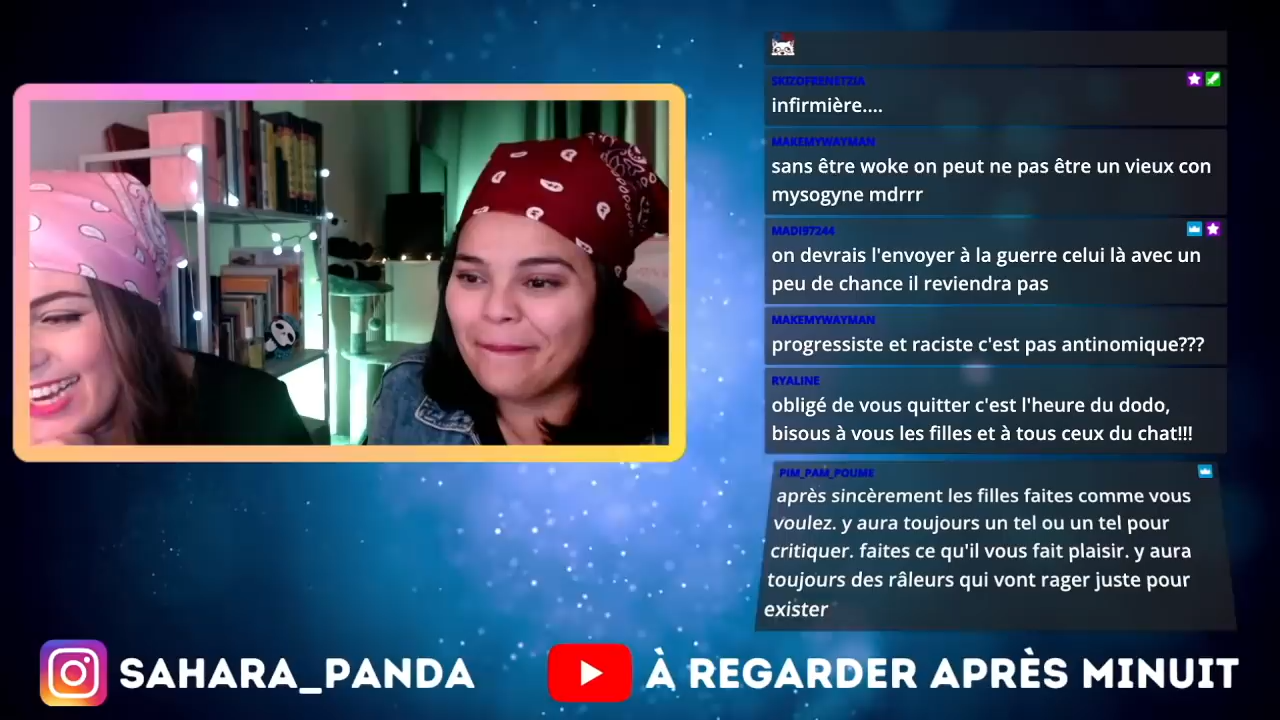 SKIZOFRENETZIA
infirmière....
MAKEMYWAYMAN
sans être woke on peut ne pas être un vieux con
mysogyne mdrrr
MADI97244
on devrais l'envoyer à la guerre celui là avec un
peu de chance il reviendra pas
MAKEMYWAYMAN
progressiste et raciste c'est pas antinomique???
RYALINE
obligé de vous quitter c'est l'heure du dodo,
bisous à vous les filles et à tous ceux du chat!!!
PIM_PAM_POUME
après sincèrement les filles faites comme vous
voulez. y aura toujours un tel ou un tel pour
critiquer. faites ce qu'il vous fait plaisir. y aura
toujours des râleurs qui vont rager juste pour
exister
SAHARA_PANDA
À REGARDER APRÈS MINUIT